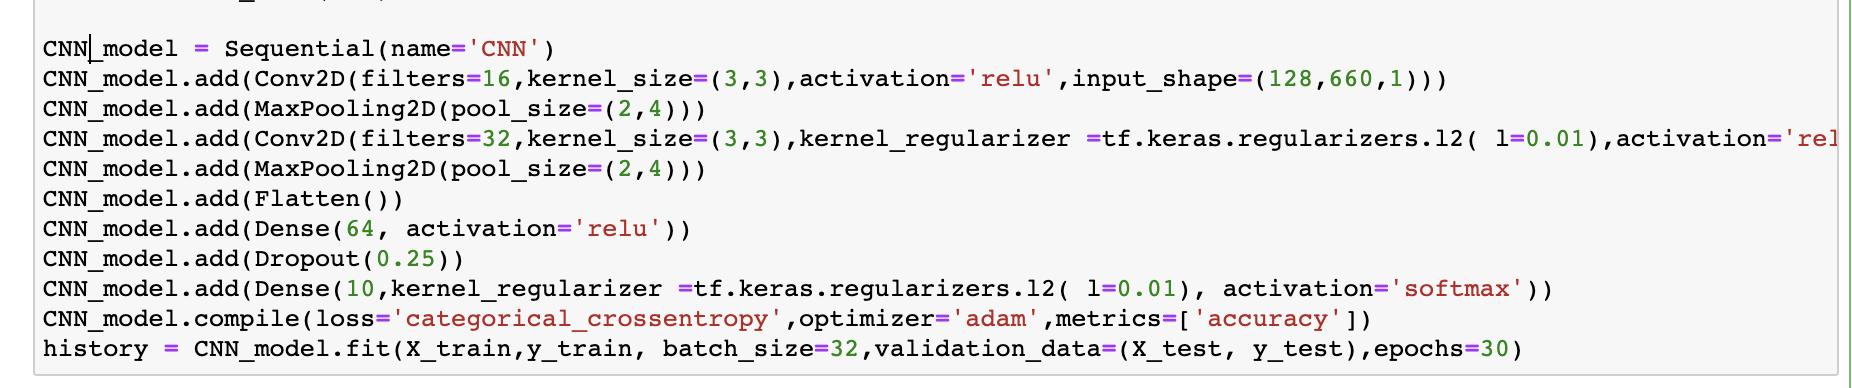 CNN_model = Sequential(name='CNN')
CNN_model.add(Conv2D(filters=16,kernel_size=(3,3),activation='relu',input_shape=(128,660,1)))
CNN_model.add(MaxPooling2D(pool_size=(2,4)))
CNN_model.add(Conv2D(filters=32,kernel_size=(3,3),kernel_regularizer =tf.keras.regularizers.l2( l=0.01),activation='rel
CNN_model.add(MaxPooling2D(pool_size=(2,4)))
CNN_model.add(Flatten())
CNN_model.add(Dense(64, activation='relu'))
CNN_model.add(Dropout(0.25))
CNN_model.add(Dense(10,kernel_regularizer =tf.keras.regularizers.l2( l=0.01), activation='softmax'))
CNN_model.compile(loss='categorical_crossentropy',optimizer='adam',metrics=['accuracy'])
history = CNN_model.fit(X_train,y_train, batch_size=32,validation_data=(X_test, y_test),epochs=30)